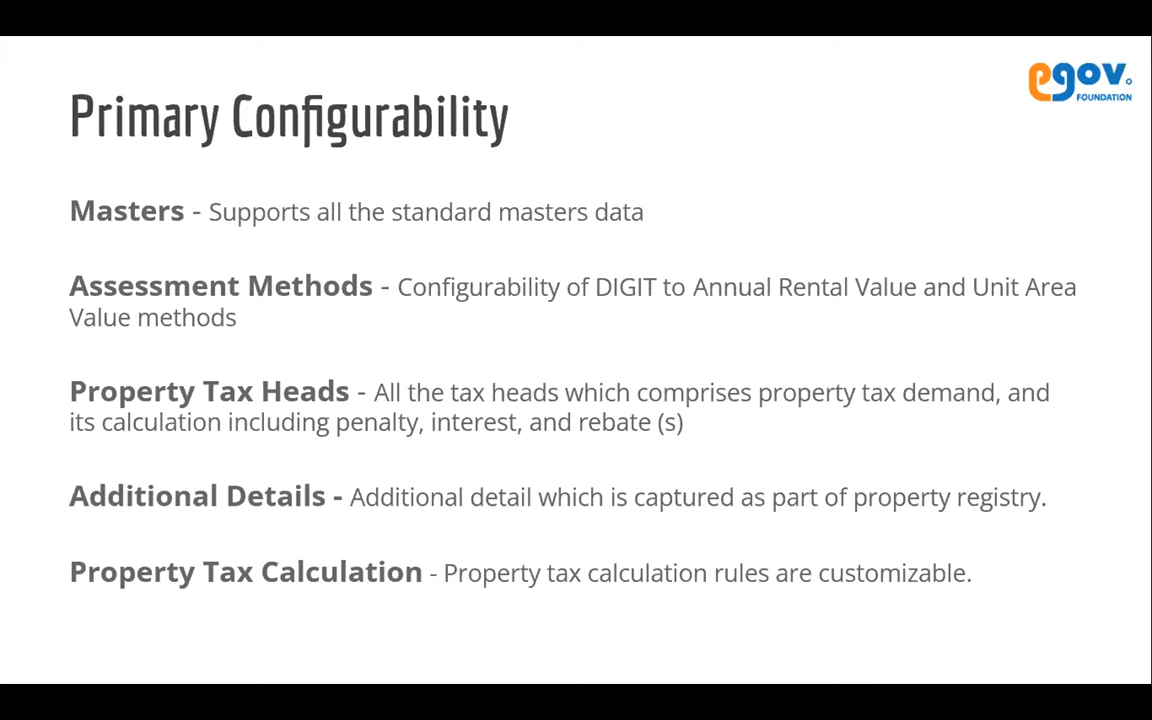 egov.
FOUNDATION
Primary Configurability
Masters - Supports all the standard masters data
Assessment Methods - Configurability of DIGIT to Annual Rental Value and Unit Area
Value methods
Property Tax Heads - All the tax heads which comprises property tax demand, and
its calculation including penalty, interest, and rebate (s)
Additional Details - Additional detail which is captured as part of property registry.
Property Tax Calculation - Property tax calculation rules are customizable.